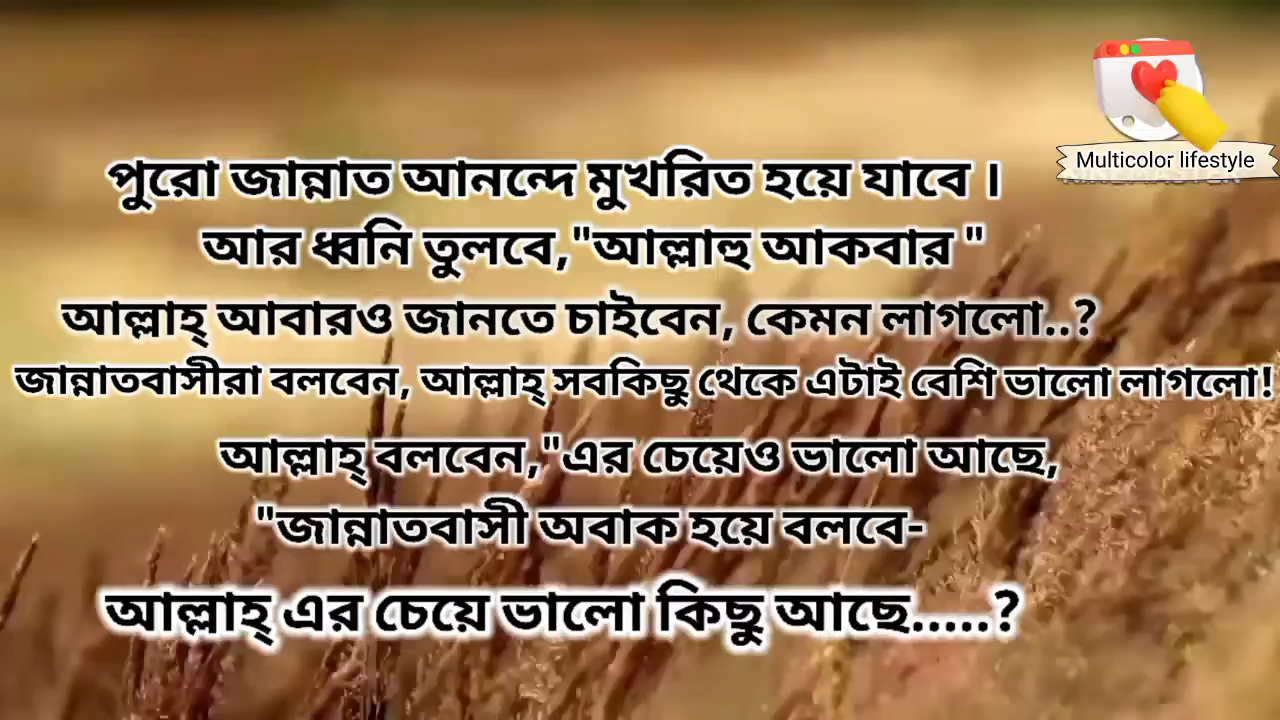 Multicolor lifestyle
পুরো জান্নাত আনন্দে মুখরিত হয়ে যাবে ।
আর ধ্বনি তুলবে,"আল্লাহু আকবার "
আল্লাহ্ আবারও জানতে চাইবেন, কেমন লাগলো..?
জান্নাতবাসীরা বলবেন, আল্লাহ্ সবকিছু থেকে এটাই বেশি ভালো লাগলো!
আল্লাহ্ বলবেন,"এর চেয়েও ভালো আছে,
"জান্নাতবাসী অবাক হয়ে বলবে-
আল্লাহ্ এর চেয়ে ভালো কিছু আছে.....?